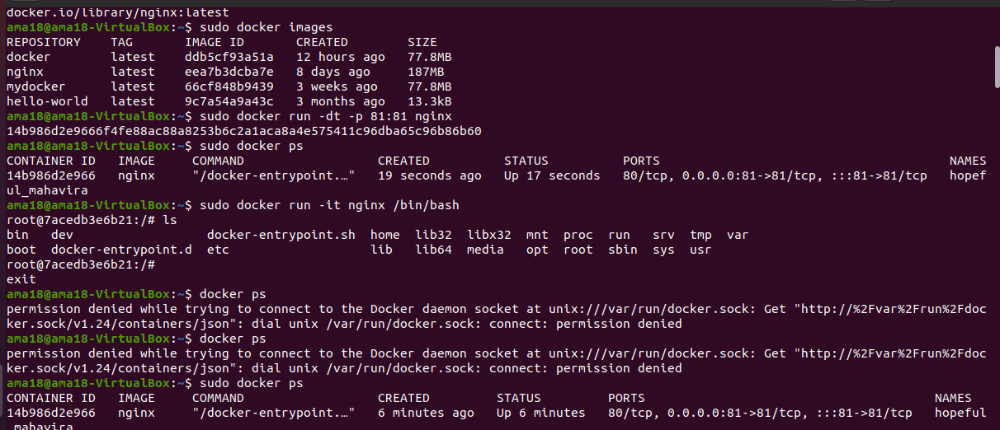 docker.io/library/nginx:latest
ama18@ama18-VirtualBox:~$ sudo docker images
REPOSITORY    TAG       IMAGE ID       CREATED        SIZE
docker        latest    ddb5cf93a51a   12 hours ago   77.8MB
nginx         latest    eea7b3dcba7e   8 days ago     187MB
mydocker      latest    66cf848b9439   3 weeks ago    77.8MB
hello-world   latest    9c7a54a9a43c   3 months ago   13.3kB
ama18@ama18-VirtualBox:~$ sudo docker run -dt -p 81:81 nginx
14b986d2e9666f4fe88ac88a8253b6c2a1aca8a4e575411c96dba65c96b86b60
ama18@ama18-VirtualBox:~$ sudo docker ps
CONTAINER ID   IMAGE     COMMAND                  CREATED          STATUS          PORTS                                       NAMES
14b986d2e966   nginx     "/docker-entrypoint.…"   19 seconds ago   Up 17 seconds   80/tcp, 0.0.0.0:81->81/tcp, :::81->81/tcp   hopef
ul_mahavira
ama18@ama18-VirtualBox:~$ sudo docker run -it nginx /bin/bash
root@7acedb3e6b21:/# ls
bin   dev                  docker-entrypoint.sh  home  lib32  libx32  mnt  proc  run   srv  tmp  var
boot  docker-entrypoint.d  etc                   lib   lib64  media   opt  root  sbin  sys  usr
root@7acedb3e6b21:/#
exit
ama18@ama18-VirtualBox:~$ docker ps
permission denied while trying to connect to the Docker daemon socket at unix:///var/run/docker.sock: Get "http://%2Fvar%2Frun%2Fdoc
ker.sock/v1.24/containers/json": dial unix /var/run/docker.sock: connect: permission denied
ama18@ama18-VirtualBox:~$ docker ps
permission denied while trying to connect to the Docker daemon socket at unix:///var/run/docker.sock: Get "http://%2Fvar%2Frun%2Fdoc
ker.sock/v1.24/containers/json": dial unix /var/run/docker.sock: connect: permission denied
ama18@ama18-VirtualBox:~$ sudo docker ps
CONTAINER ID   IMAGE     COMMAND                  CREATED         STATUS         PORTS                                       NAMES
14b986d2e966   nginx     "/docker-entrypoint.…"   6 minutes ago   Up 6 minutes   80/tcp, 0.0.0.0:81->81/tcp, :::81->81/tcp   hopeful
_mahavira